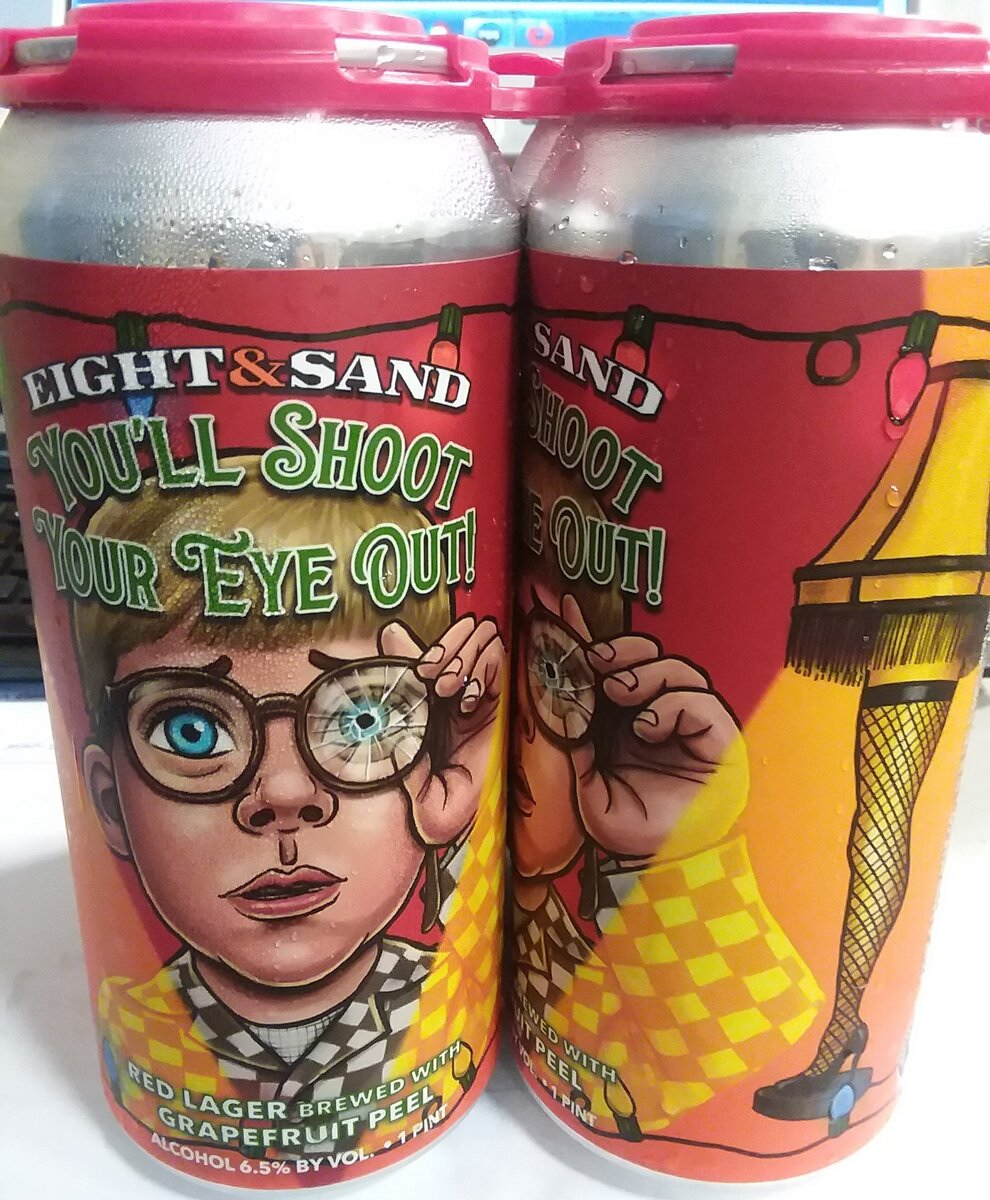 EIGHT & SAND
YOU'LL SHOOT
YOUR EYE OUT!
RED LAGER BREWED WITH
GRAPEFRUIT PEEL
ALCOHOL 6.5% BY VOL. • 1 PINT
SAND
SHOOT
E OUT!
EWED WITH
UIT PEEL
VOL. • 1 PINT